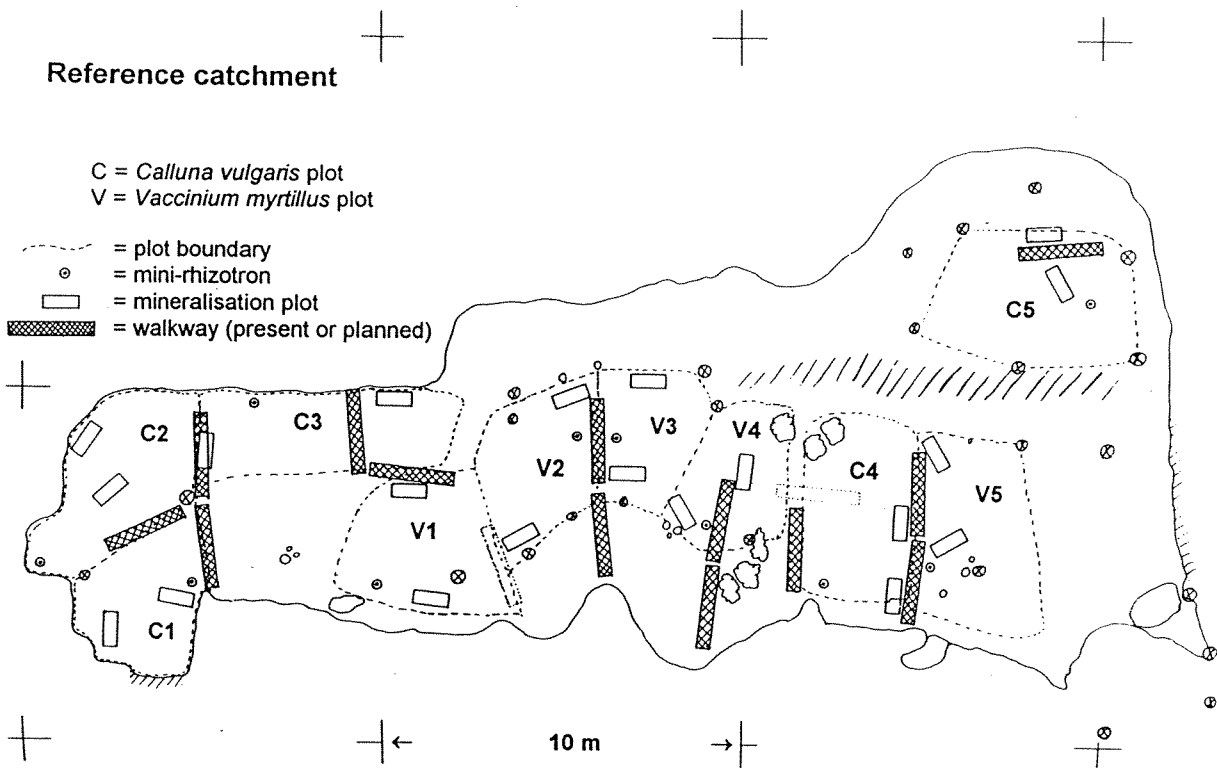 Reference catchment
C = Calluna vulgaris plot
V = Vaccinium myrtillus plot
= plot boundary
= mini-rhizotron
= mineralisation plot
= walkway (present or planned)
C5
C2
C3
V3
V4
V2
C4
V5
V1
C1
← 10 m →